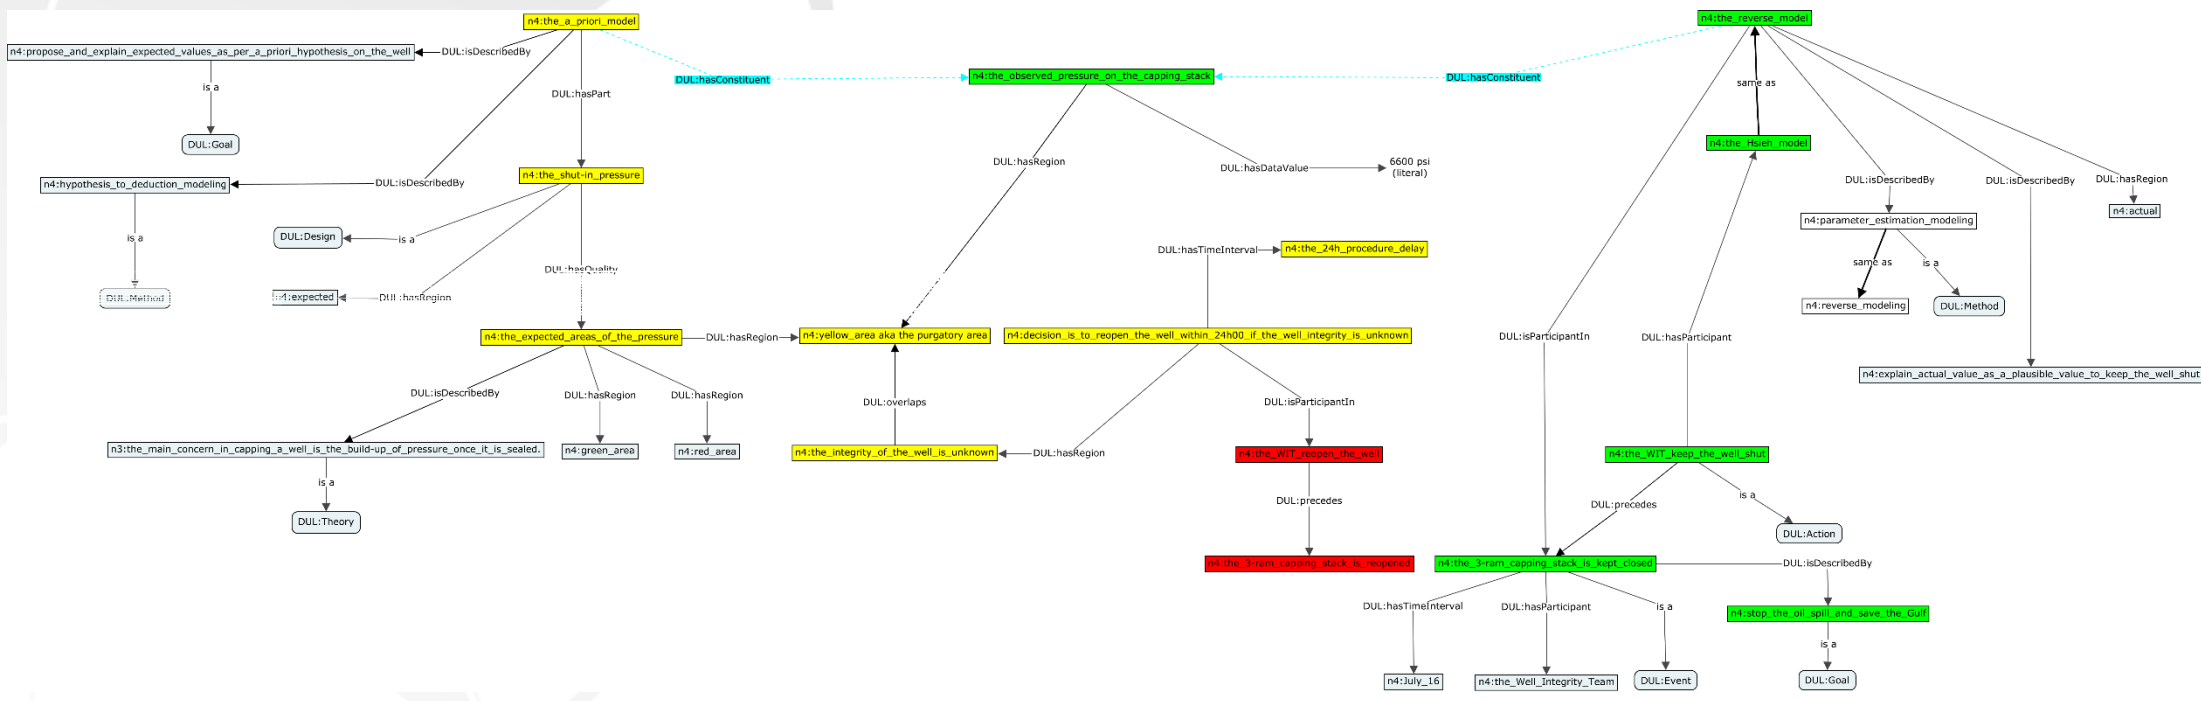 n4:the_a_priori_model
n4:the_reverse_model
n4:propose_and_explain_expected_values_as_per_a_priori_hypothesis_on_the_well
DUL:isDescribedBy
DUL:hasConstituent
n4:the_observed_pressure_on_the_capping_stack
DUL:hasConstituent
is a
DUL:hasPart
same as
DUL:Goal
n4:the_Hsieh_model
DUL:hasRegion
DUL:hasDataValue
6600 psi
(literal)
n4:hypothesis_to_deduction_modeling
DUL:isDescribedBy
n4:the_shut-in_pressure
DUL:isDescribedBy
DUL:isDescribedBy
DUL:hasRegion
n4:actual
n4:parameter_estimation_modeling
is a
DUL:Design
is a
DUL:hasTimeInterval
n4:the_24h_procedure_delay
same as
is a
DUL:hasQuality
DUL:Method
n4:expected
DUL:hasRegion
n4:reverse_modeling
DUL:Method
n4:the_expected_areas_of_the_pressure
DUL:hasRegion
n4:yellow_area aka the purgatory area
n4:decision_is_to_reopen_the_well_within_24h00_if_the_well_integrity_is_unknown
DUL:isParticipantIn
DUL:hasParticipant
n4:explain_actual_value_as_a_plausible_value_to_keep_the_well_shut
DUL:isDescribedBy
DUL:hasRegion
DUL:hasRegion
DUL:overlaps
DUL:isParticipantIn
n3:the_main_concern_in_capping_a_well_is_the_build-up_of_pressure_once_it_is_sealed.
n4:green_area
n4:red_area
n4:the_integrity_of_the_well_is_unknown
DUL:hasRegion
n4:the_WIT_reopen_the_well
n4:the_WIT_keep_the_well_shut
is a
DUL:precedes
DUL:precedes
is a
DUL:Theory
DUL:Action
n4:the_3-ram_capping_stack_is_reopened
n4:the_3-ram_capping_stack_is_kept_closed
DUL:isDescribedBy
DUL:hasTimeInterval
DUL:hasParticipant
is a
n4:stop_the_oil_spill_and_save_the_Gulf
is a
n4:July_16
n4:the_Well_Integrity_Team
DUL:Event
DUL:Goal